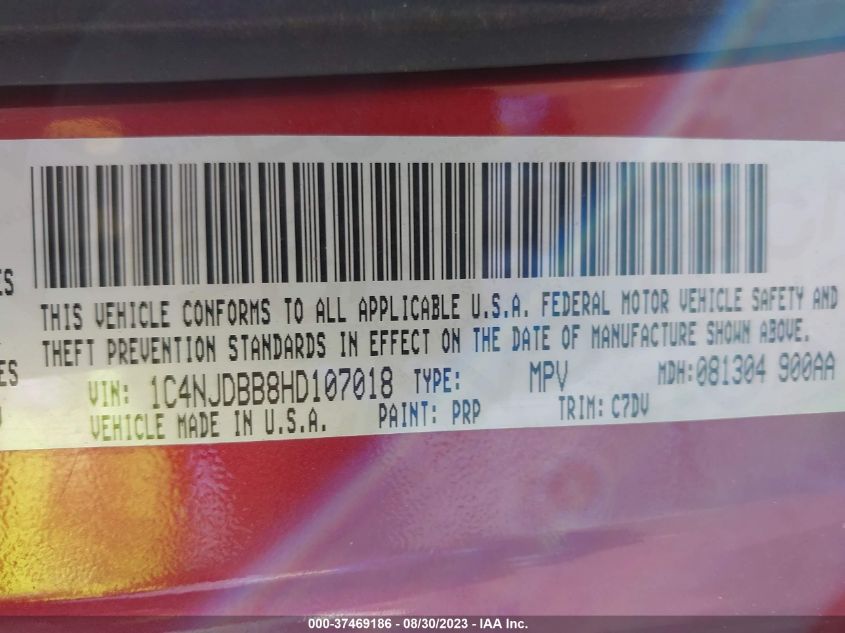 ES
THIS VEHICLE CONFORMS TO ALL APPLICABLE U.S.A. FEDERAL MOTOR VEHICLE SAFETY AND
THEFT PREVENTION STANDARDS IN EFFECT ON THE DATE OF MANUFACTURE SHOWN ABOVE.
ES
VIN: 1C4NJDBB8HD107018 TYPE: MPV MDH:081304 900AA
VEHICLE MADE IN U.S.A. PAINT: PRP TRIM: C7DV
000-37469186 - 08/30/2023 - IAA Inc.